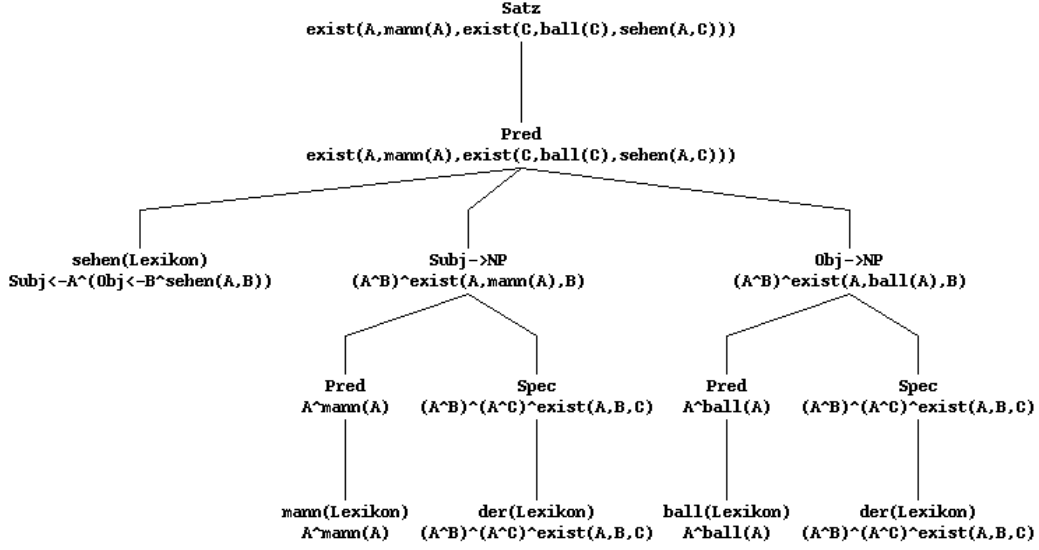 Satz
exist(A,mann(A),exist(C,ball(C),sehen(A,C)))
Pred
exist(A,mann(A),exist(C,ball(C),sehen(A,C)))
sehen(Lexikon) Subj->NP Obj->NP
Subj<-A^(Obj<-B^sehen(A,B)) (A^B)^exist(A,mann(A),B) (A^B)^exist(A,ball(A),B)
Pred Spec Pred Spec
A^mann(A) (A^B)^(A^C)^exist(A,B,C) A^ball(A) (A^B)^(A^C)^exist(A,B,C)
mann(Lexikon) der(Lexikon) ball(Lexikon) der(Lexikon)
A^mann(A) (A^B)^(A^C)^exist(A,B,C) A^ball(A) (A^B)^(A^C)^exist(A,B,C)